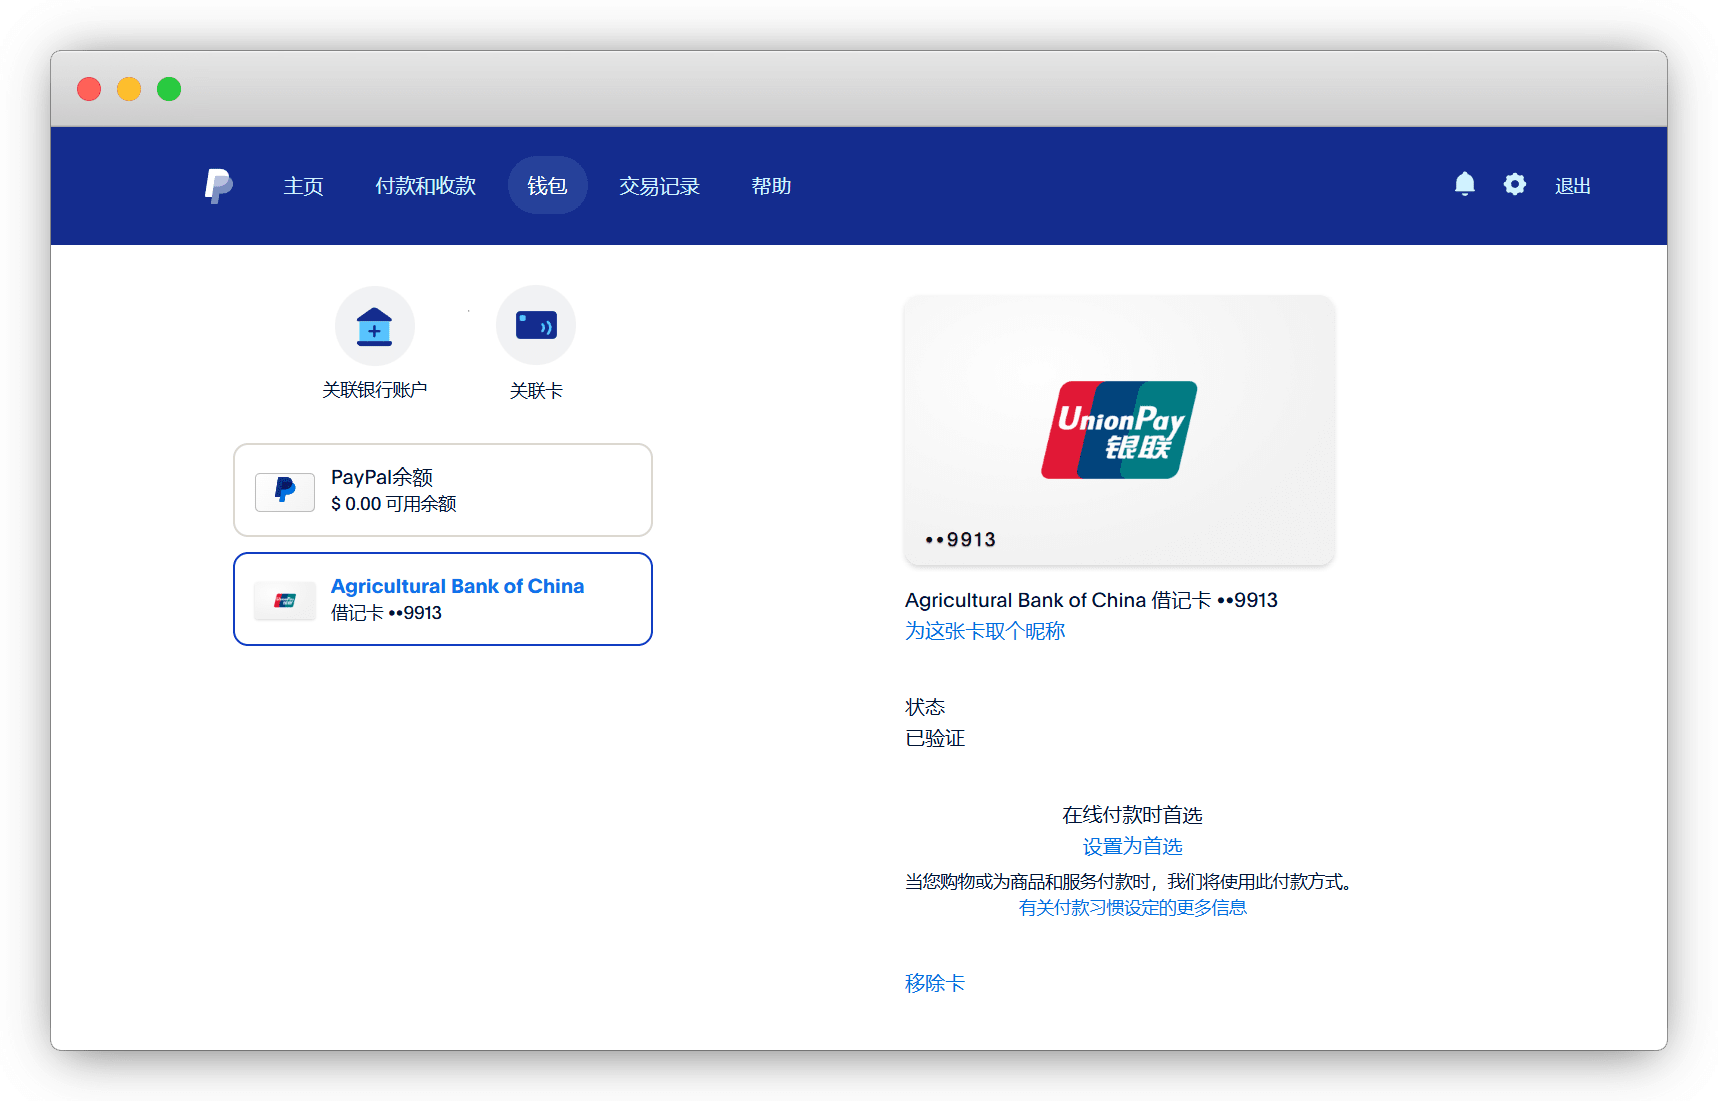 主页 付款和收款 钱包 交易记录 帮助 退出
关联银行账户 关联卡
PayPal余额
$ 0.00 可用余额
Agricultural Bank of China
借记卡 ••9913
UnionPay
银联
••9913
Agricultural Bank of China 借记卡 ••9913
为这张卡取个昵称
状态
已验证
在线付款时首选
设置为首选
当您购物或为商品和服务付款时，我们将使用此付款方式。
有关付款习惯设定的更多信息
移除卡